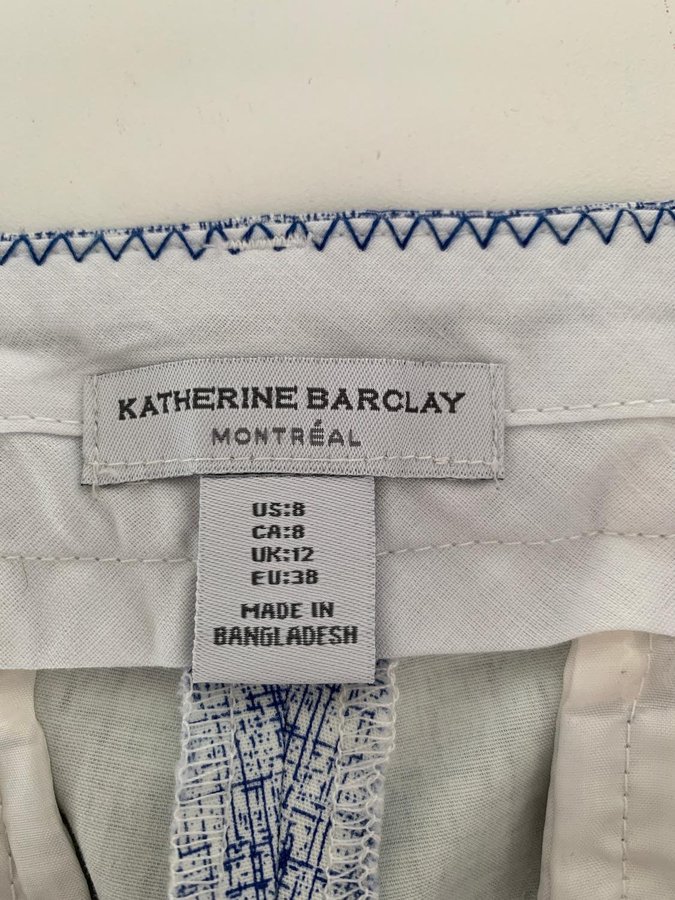 KATHERINE BARCLAY
MONTRÉAL
US:8
CA:8
UK:12
EU:38
MADE IN
BANGLADESH